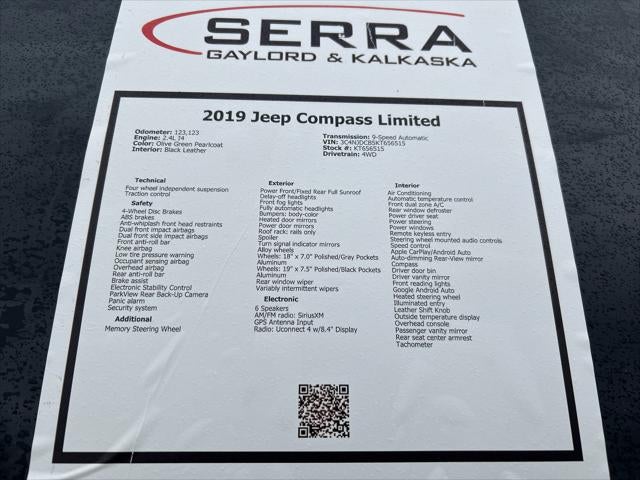 SERRA
GAYLORD & KALKASKA
2019 Jeep Compass Limited
Odometer: 123,123
Engine: 2.4L I4
Color: Olive Green Pearlcoat
Interior: Black Leather
Transmission: 9-Speed Automatic
VIN: 3C4NJDCB5KT656515
Stock #: KT656515
Drivetrain: 4WD
Technical
Four wheel independent suspension
Traction control
Safety
4-Wheel Disc Brakes
ABS brakes
Anti-whiplash front head restraints
Dual front impact airbags
Dual front side impact airbags
Front anti-roll bar
Knee airbag
Low tire pressure warning
Occupant sensing airbag
Overhead airbag
Rear anti-roll bar
Brake assist
Electronic Stability Control
ParkView Rear Back-Up Camera
Panic alarm
Security system
Additional
Memory Steering Wheel
Exterior
Power Front/Fixed Rear Full Sunroof
Delay-off headlights
Front fog lights
Fully automatic headlights
Bumpers: body-color
Heated door mirrors
Power door mirrors
Roof rack: rails only
Spoiler
Turn signal indicator mirrors
Alloy wheels
Wheels: 18" x 7.0" Polished/Gray Pockets
Aluminum
Wheels: 19" x 7.5" Polished/Black Pockets
Aluminum
Rear window wiper
Variably intermittent wipers
Electronic
6 Speakers
AM/FM radio: SiriusXM
GPS Antenna Input
Radio: Uconnect 4 w/8.4" Display
Interior
Air Conditioning
Automatic temperature control
Front dual zone A/C
Rear window defroster
Power driver seat
Power steering
Power windows
Remote keyless entry
Steering wheel mounted audio controls
Speed control
Apple CarPlay/Android Auto
Auto-dimming Rear-View mirror
Compass
Driver door bin
Driver vanity mirror
Front reading lights
Google Android Auto
Heated steering wheel
Illuminated entry
Leather Shift Knob
Outside temperature display
Overhead console
Passenger vanity mirror
Rear seat center armrest
Tachometer